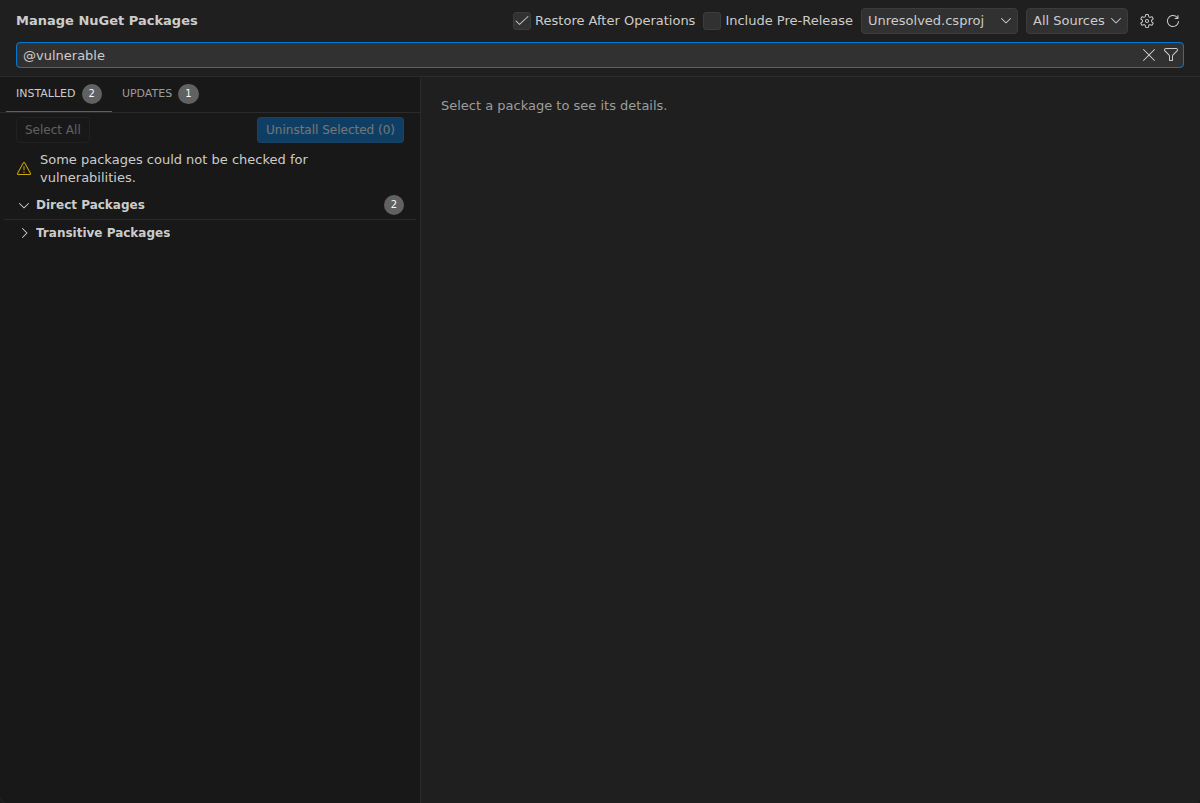 Manage NuGet Packages
Restore After Operations
Include Pre-Release
Unresolved.csproj
All Sources
@vulnerable
INSTALLED 2
UPDATES 1
Select All
Uninstall Selected (0)
Some packages could not be checked for
vulnerabilities.
Direct Packages 2
Transitive Packages
Select a package to see its details.